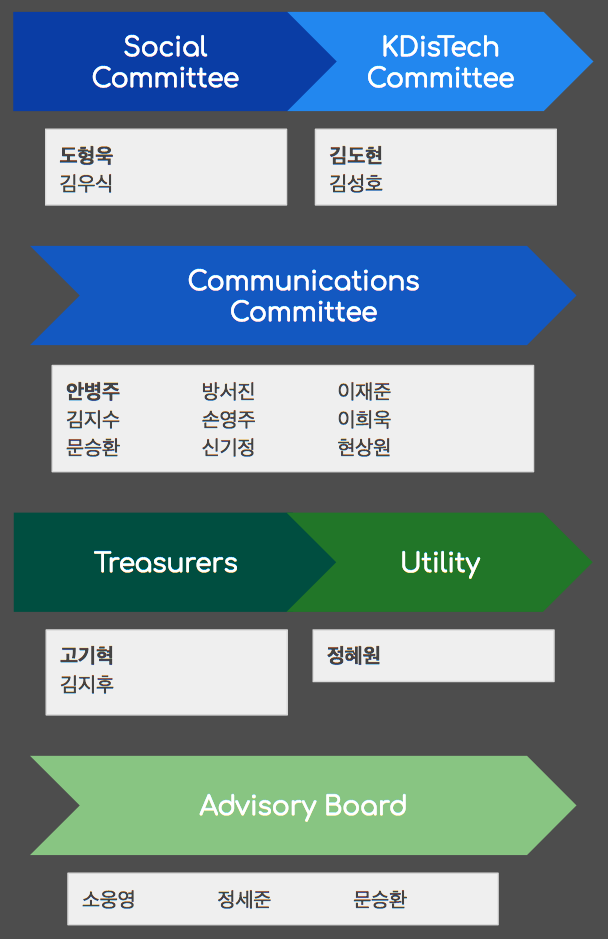 Social
Committee
KDisTech
Committee
도형욱
김우식
김도현
김성호
Communications
Committee
안병주 방서진 이재준
김지수 손영주 이희욱
문승환 신기정 현상원
Treasurers
Utility
고기혁
김지후
정혜원
Advisory Board
소웅영 정세준 문승환